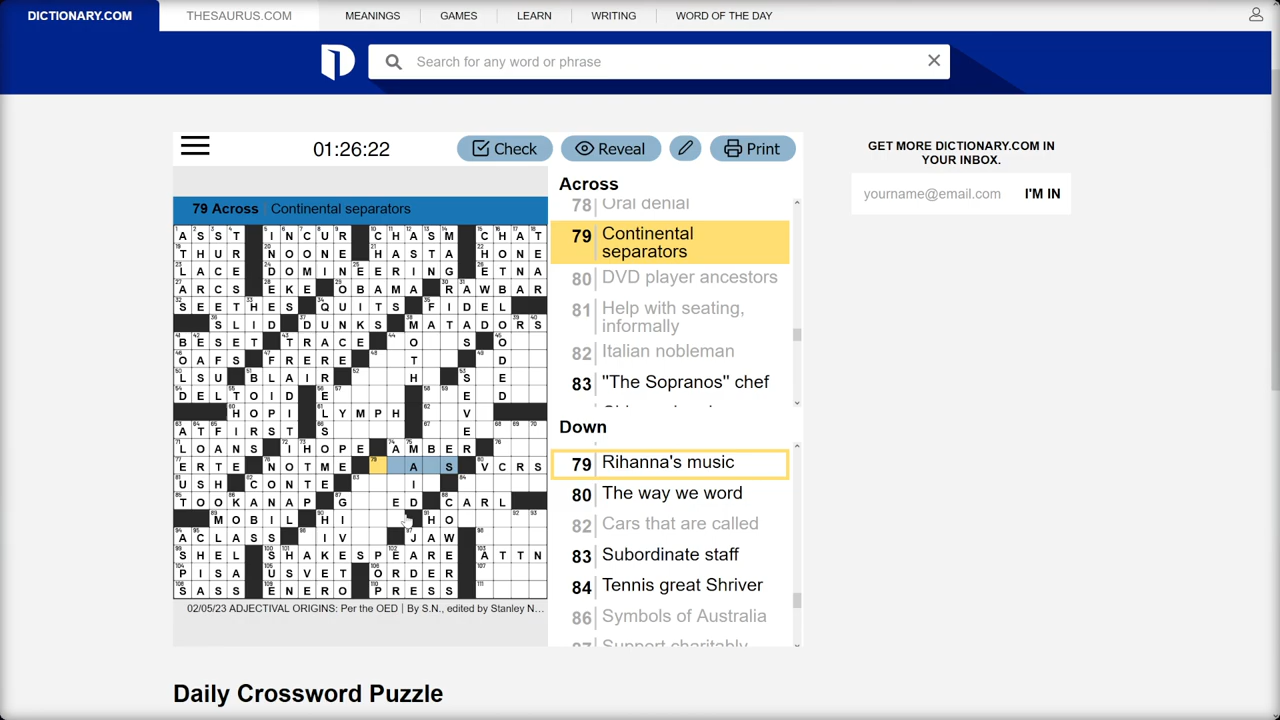 DICTIONARY.COM
THESAURUS.COM
MEANINGS
GAMES
LEARN
WRITING
WORD OF THE DAY
Search for any word or phrase
01:26:22
Check
Reveal
Print
GET MORE DICTIONARY.COM IN
YOUR INBOX.
yourname@email.com
I'M IN
79 Across Continental separators
Across
78 Oral denial
79 Continental
separators
80 DVD player ancestors
81 Help with seating,
informally
82 Italian nobleman
83 "The Sopranos" chef
Down
79 Rihanna's music
80 The way we word
82 Cars that are called
83 Subordinate staff
84 Tennis great Shriver
86 Symbols of Australia
87 Support charitably
A S S T I N C U R C H A S M C H A T
T H U R N O O N E H A S T A H O N E
L A C E D O M I N E E R I N G E T N A
A R C S E K E O B A M A R A W B A R
S E E T H E S Q U I T S F I D E L
S L I D D U N K S M A T A D O R S
B E S E T T R A C E O S O
O A F S F R E R E T D
L S U B L A I R H S E
D E L T O I D E E D
H O P I L Y M P H V
A T F I R S T S E
L O A N S I H O P E A M B E R
E R T E N O T M E A S V C R S
U S H C O N T E I
T O O K A N A P G E D C A R L
M O B I L H I H O
A C L A S S I V J A W
S H E L S H A K E S P E A R E A T T N
P I S A U S V E T O R D E R
S A S S E N E R O P R E S S
02/05/23 ADJECTIVAL ORIGINS: Per the OED | By S.N., edited by Stanley N...
Daily Crossword Puzzle